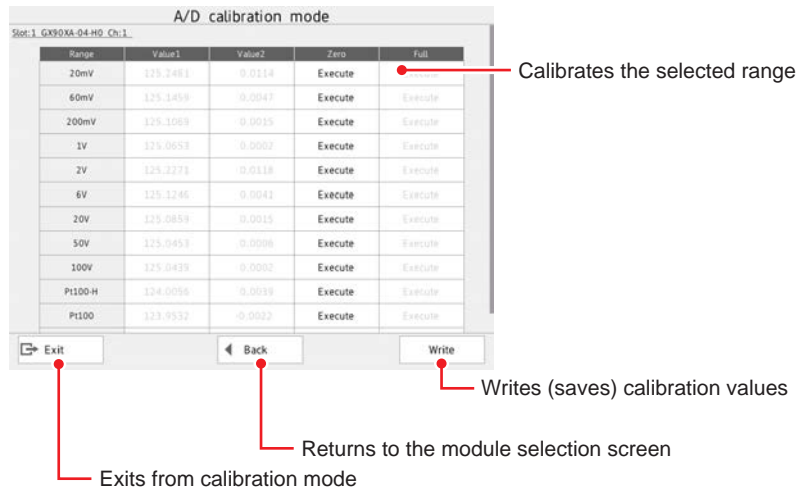 A/D calibration mode
Slot:1 GX90XA-04-H0 Ch:1
Range Value1 Value2 Zero Full
20mV 125.2493 0.0114 Execute
Calibrates the selected range
60mV 125.1459 0.0047 Execute Execute
200mV 125.1069 0.0015 Execute Execute
1V 125.0653 0.0002 Execute Execute
2V 125.2271 0.0118 Execute Execute
6V 125.1246 0.0041 Execute Execute
20V 125.0859 0.0015 Execute Execute
50V 125.0453 0.0006 Execute Execute
100V 125.0435 0.0002 Execute Execute
Pt100-H 124.0056 Execute Execute
Pt100 123.9532 -0.0022 Execute Execute
Exit Back Write
Writes (saves) calibration values
Returns to the module selection screen
Exits from calibration mode